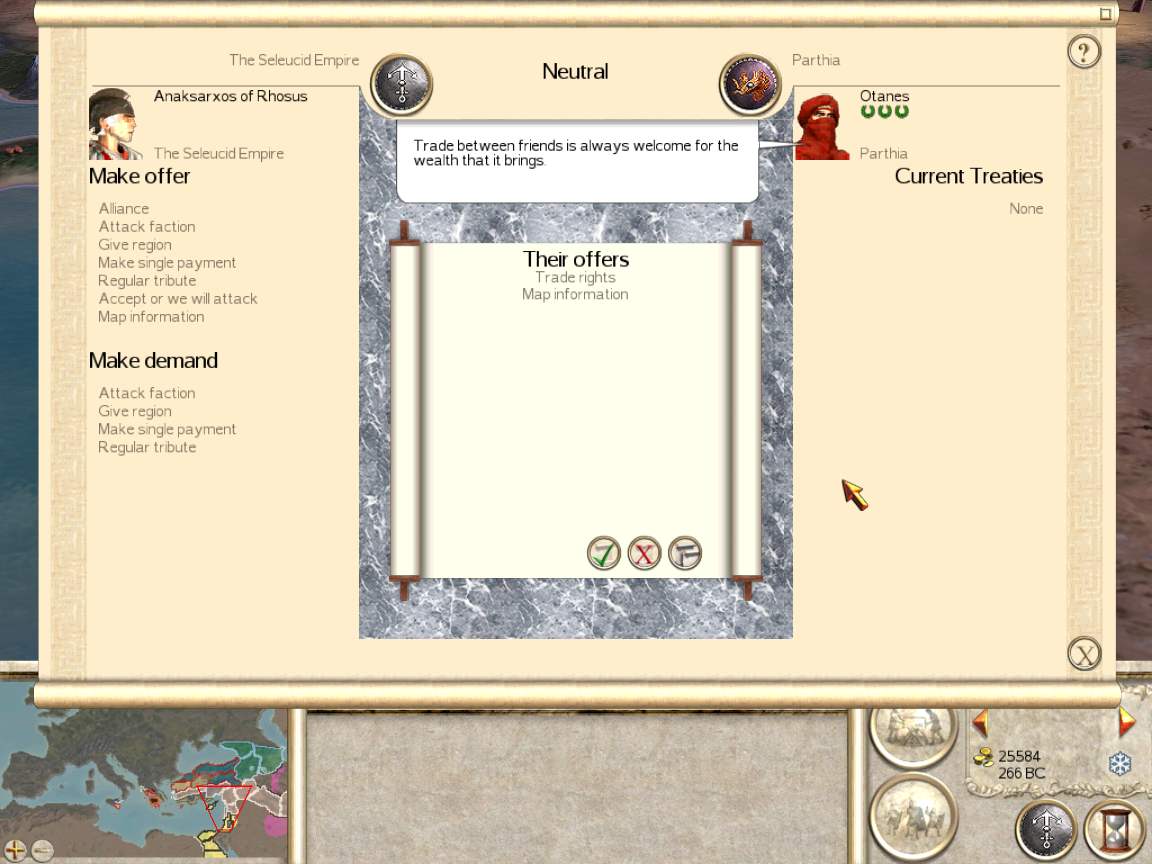 The Seleucid Empire
Neutral
Parthia
?
Anaksarxos of Rhosus
The Seleucid Empire
Otanes
Parthia
Trade between friends is always welcome for the
wealth that it brings.
Make offer
Alliance
Attack faction
Give region
Make single payment
Regular tribute
Accept or we will attack
Map information
Make demand
Attack faction
Give region
Make single payment
Regular tribute
Their offers
Trade rights
Map information
Current Treaties
None
X
25584
266 BC